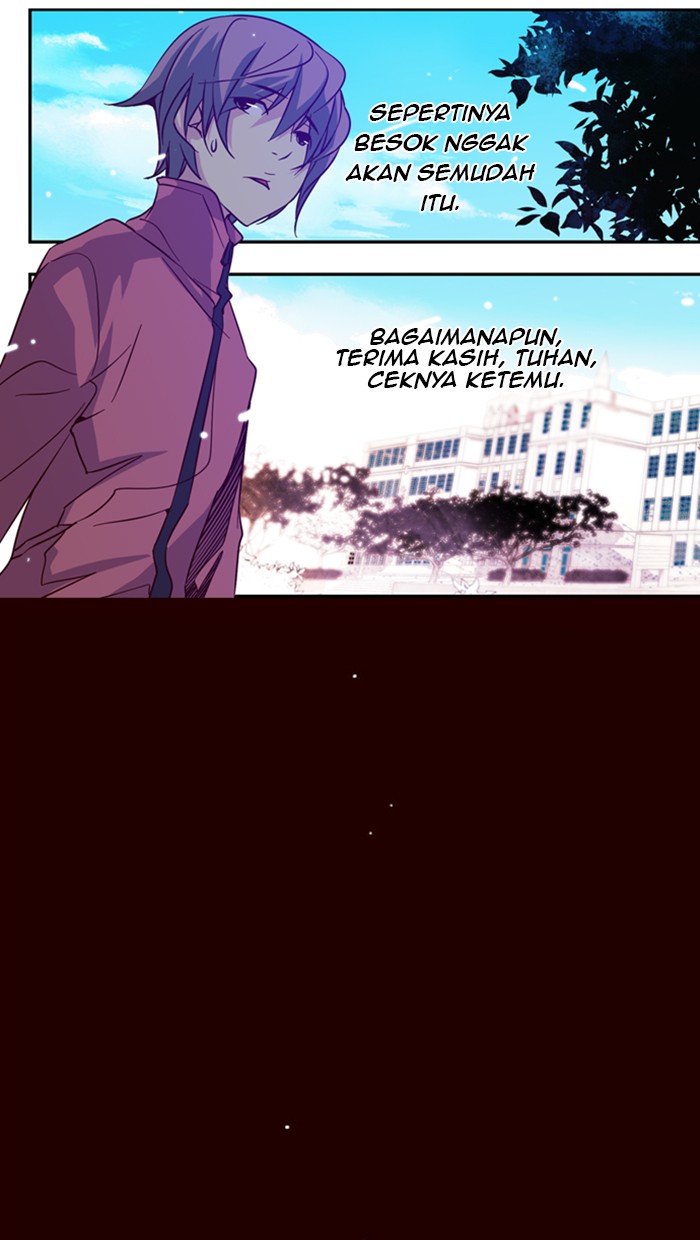 SEPERTINYA
BESOK NGGAK
AKAN SEMUDAH
ITU.
BAGAIMANAPUN,
TERIMA KASIH, TUHAN,
CEKNYA KETEMU.